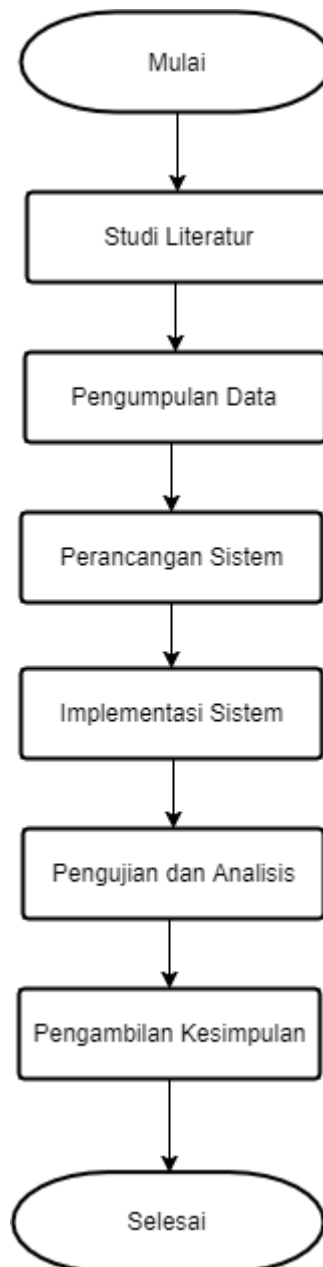 Mulai
Studi Literatur
Pengumpulan Data
Perancangan Sistem
Implementasi Sistem
Pengujian dan Analisis
Pengambilan Kesimpulan
Selesai